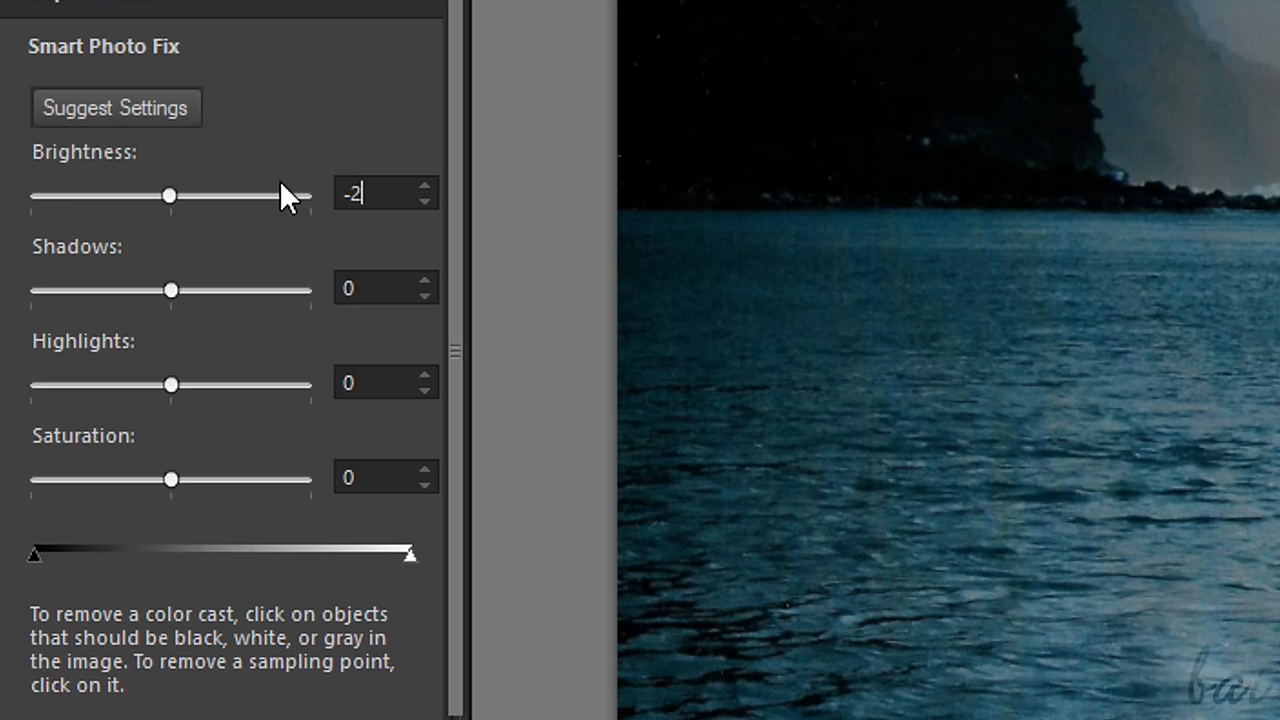 Smart Photo Fix
Suggest Settings
Brightness:
-2
Shadows:
0
Highlights:
0
Saturation:
0
To remove a color cast, click on objects
that should be black, white, or gray in
the image. To remove a sampling point,
click on it.